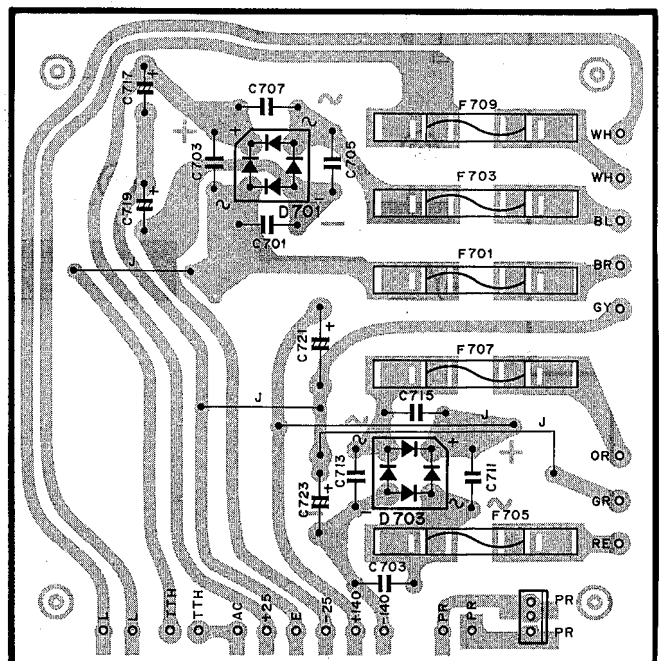 C717
+
C707
~
F709
+
C703
+
~
C705
WH
C719
+
~
-
D701
WH
F703
-
C701
BL
F701
BR
J
GY
C721
+
F707
J
C715
~
J
J
~
+
+
OR
C723
+
C713
C711
-
~
~
GR
D703
F705
RE
C703
L
L
TTH
TTH
AC
+25
E
-25
+140
-140
PR
PR
PR
PR